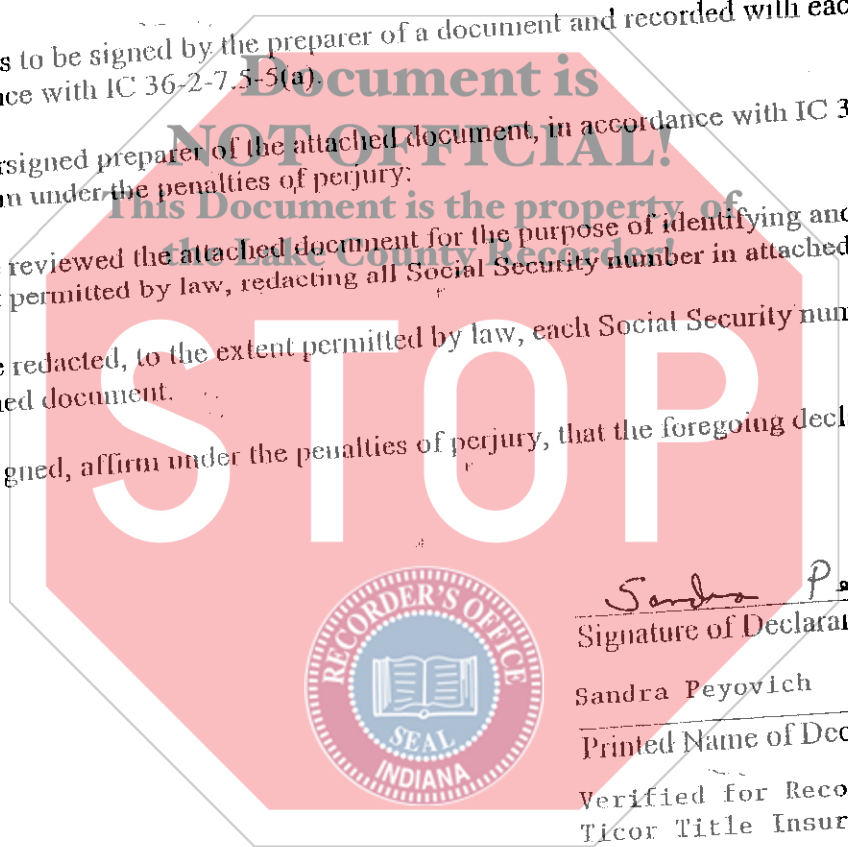 s to be signed by the preparer of a document and recorded with eac
nce with IC 36-2-7.5-5(a).
Document is
NOT OFFICIAL!
rsigned preparer of the attached document, in accordance with IC 3
m under the penalties of perjury:
This Document is the property of
the Lake County Recorder!
reviewed the attached document for the purpose of identifying and
t permitted by law, redacting all Social Security number in attached
e redacted, to the extent permitted by law, each Social Security num
ned document.
STOP
gned, affirm under the penalties of perjury, that the foregoing decl
RECORDER'S OFFICE
SEAL
INDIANA
Sandra
Signature of Declara
Sandra Peyovich
Printed Name of Dec
Verified for Reco
Ticor Title Insur